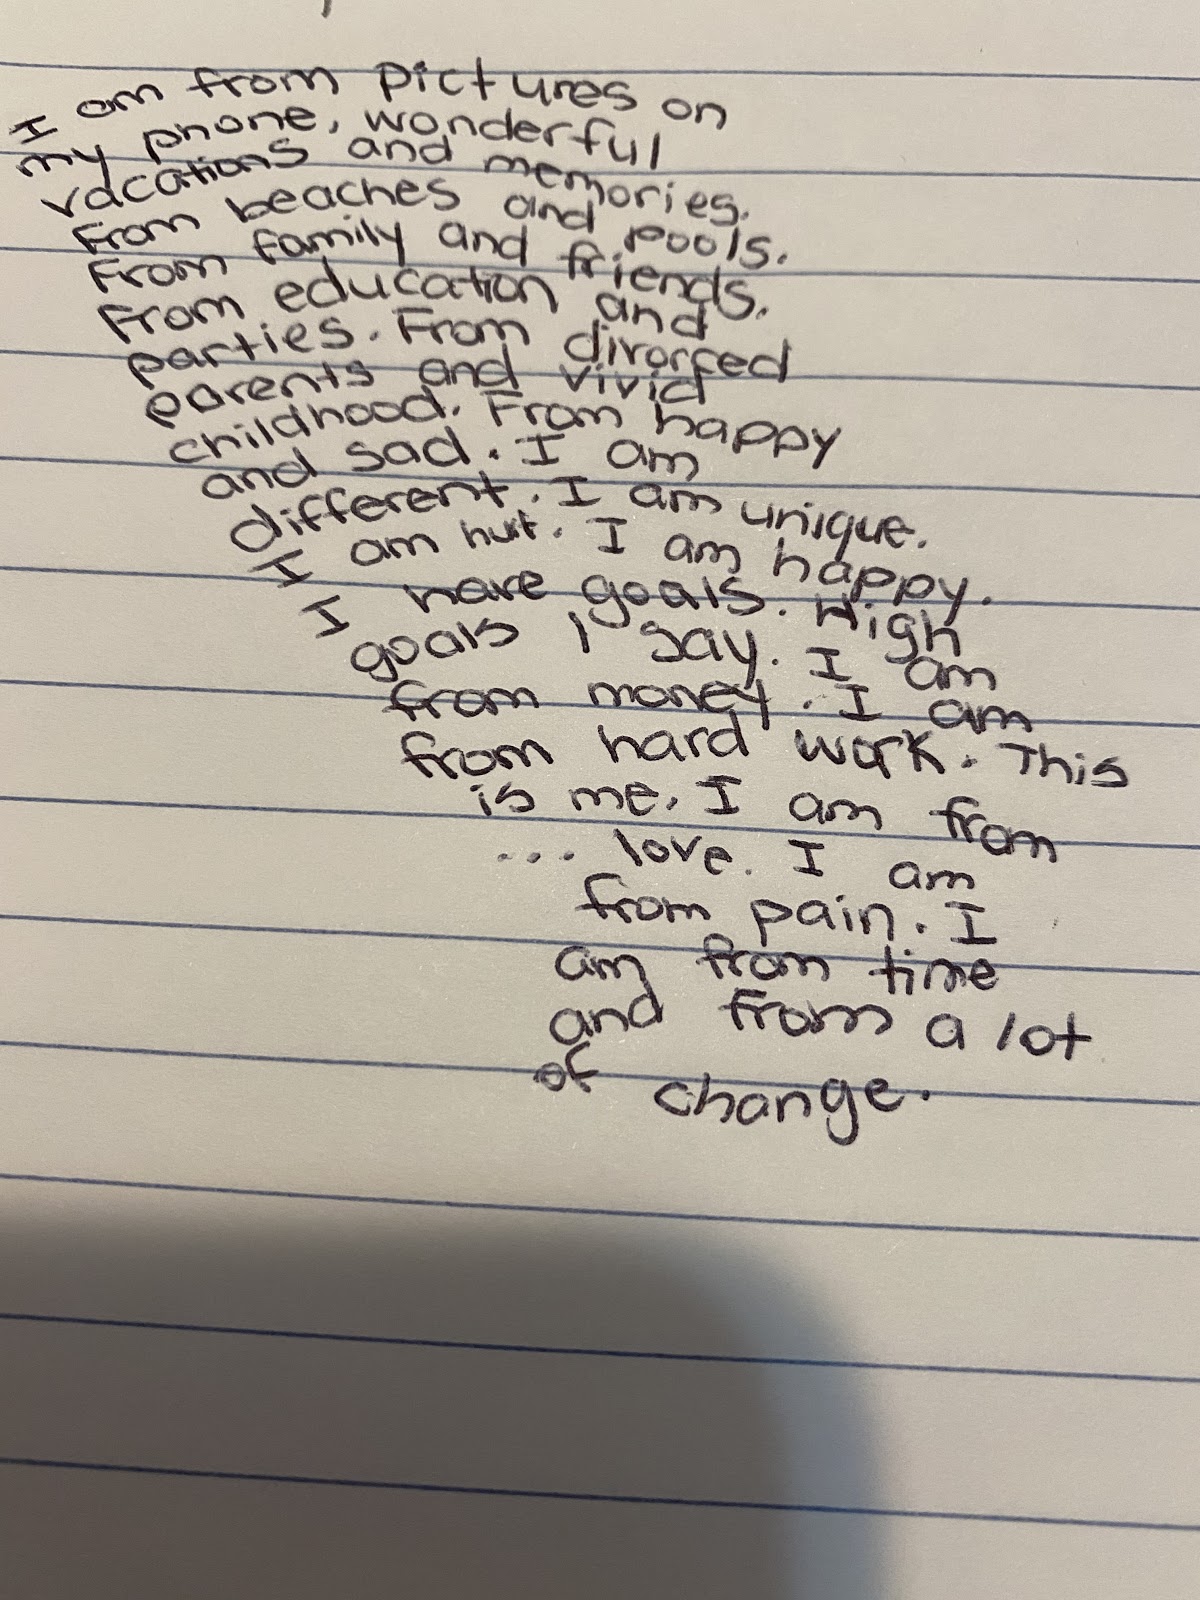 I am from pictures on
my phone, wonderful
vacations and memories.
From beaches and pools.
From family and friends.
From education and
parties. From divorced
parents and vivid
childhood. From happy
and sad. I am
different. I am unique.
I am hurt. I am happy.
I have goals. High
goals I say. I am
from money. I am
from hard work. This
is me. I am from
... love. I am
from pain. I
am from time
and from a lot
of change.